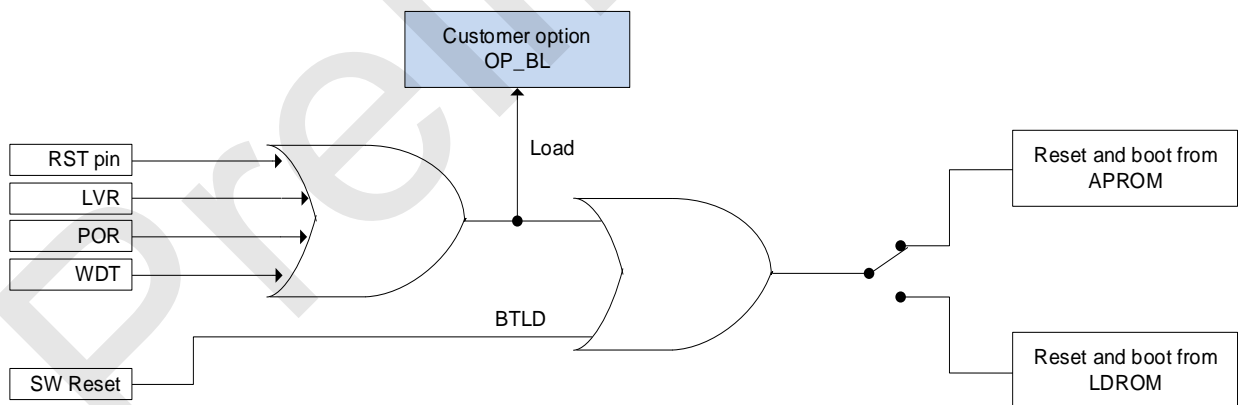 Customer option
OP_BL
Load
RST pin
LVR
POR
WDT
BTLD
SW Reset
Reset and boot from
APROM
Reset and boot from
LDROM